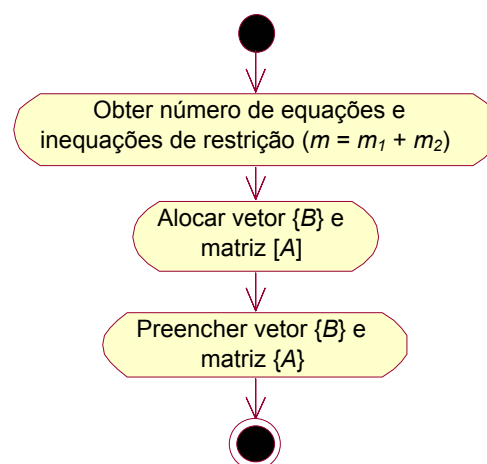 Obter número de equações e
inequações de restrição (m = m1 + m2)
Alocar vetor {B} e
matriz [A]
Preencher vetor {B} e
matriz {A}